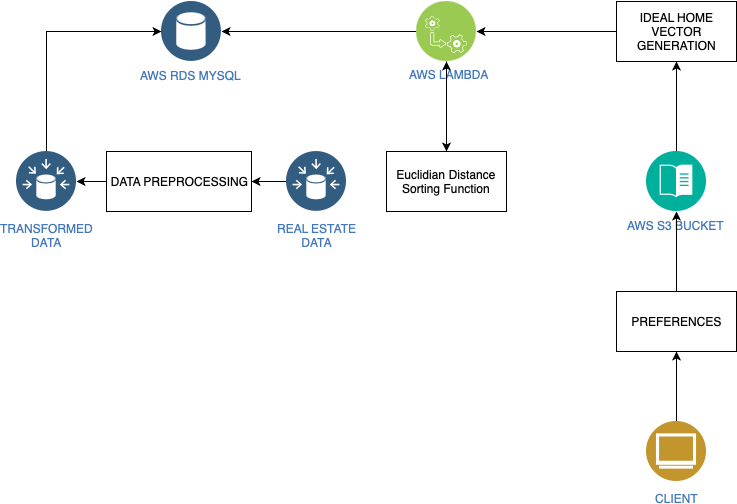 IDEAL HOME
VECTOR
GENERATION
AWS RDS MYSQL
AWS LAMBDA
DATA PREPROCESSING
Euclidian Distance
Sorting Function
TRANSFORMED
DATA
REAL ESTATE
DATA
AWS S3 BUCKET
PREFERENCES
CLIENT